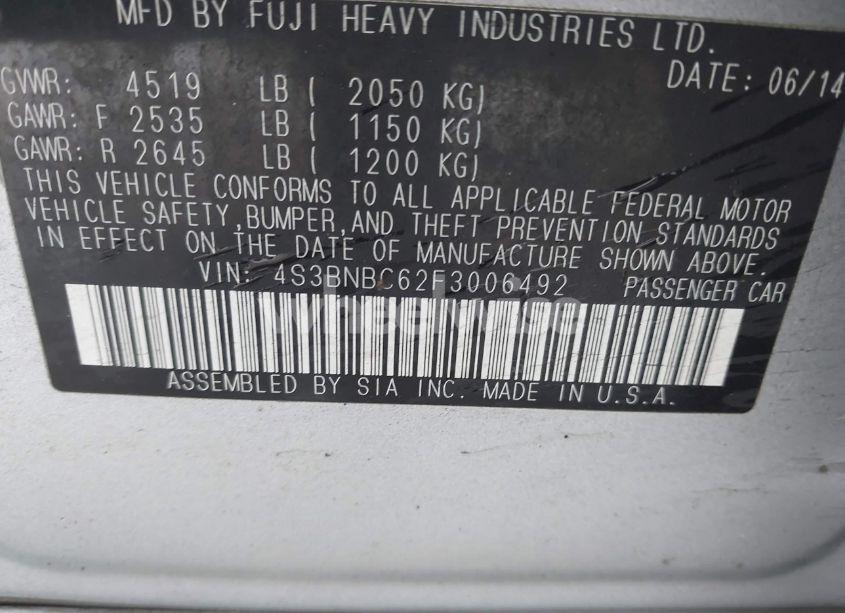 MFD BY FUJI HEAVY INDUSTRIES LTD.
GVWR: 4519 LB ( 2050 KG) DATE: 06/14
GAWR: F 2535 LB ( 1150 KG)
GAWR: R 2645 LB ( 1200 KG)
THIS VEHICLE CONFORMS TO ALL APPLICABLE FEDERAL MOTOR
VEHICLE SAFETY,BUMPER,AND THEFT PREVENTION STANDARDS
IN EFFECT ON THE DATE OF MANUFACTURE SHOWN ABOVE.
VIN: 4S3BNBC62F3006492 PASSENGER CAR
wheelwise
ASSEMBLED BY SIA INC. MADE IN U.S.A.